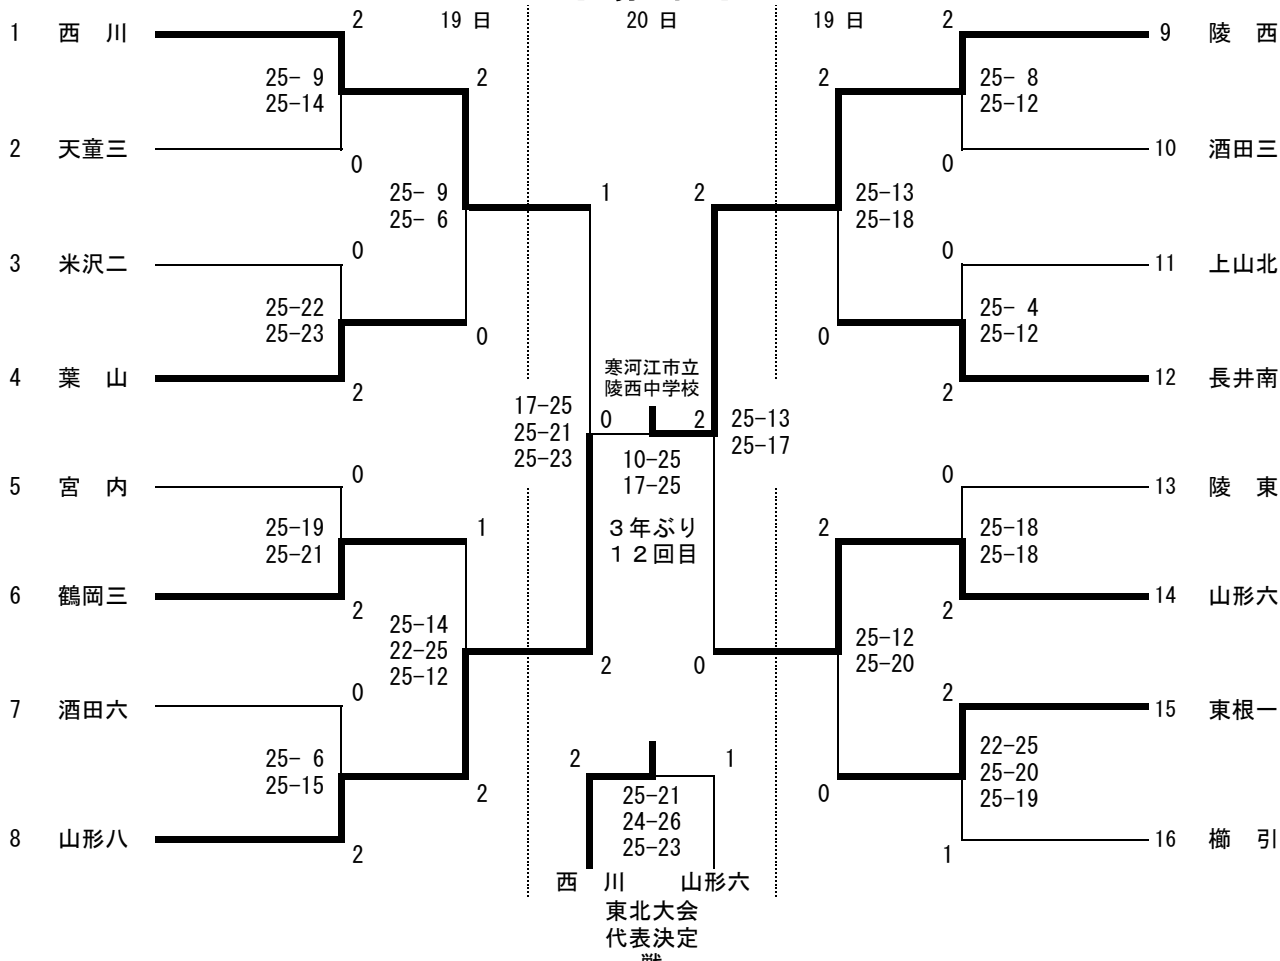 19 日
20 日
19 日
1 西 川
2
25- 9
25-14
2
2 天童三
0
25- 9
25- 6
3 米沢二
0
25-22
25-23
0
4 葉 山
2
5 宮 内
0
25-19
25-21
1
6 鶴岡三
2
25-14
22-25
25-12
7 酒田六
0
25- 6
25-15
2
8 山形八
2
1
17-25
25-21
25-23
2
寒河江市立
陵西中学校
0
2
10-25
17-25
3年ぶり
12回目
2
25-13
25-17
0
2
9 陵 西
2
25- 8
25-12
10 酒田三
0
25-13
25-18
11 上山北
0
25- 4
25-12
0
12 長井南
2
13 陵 東
0
25-18
25-18
2
14 山形六
2
25-12
25-20
15 東根一
2
22-25
25-20
25-19
0
16 櫛 引
1
2
1
25-21
24-26
25-23
西 川
山形六
東北大会
代表決定